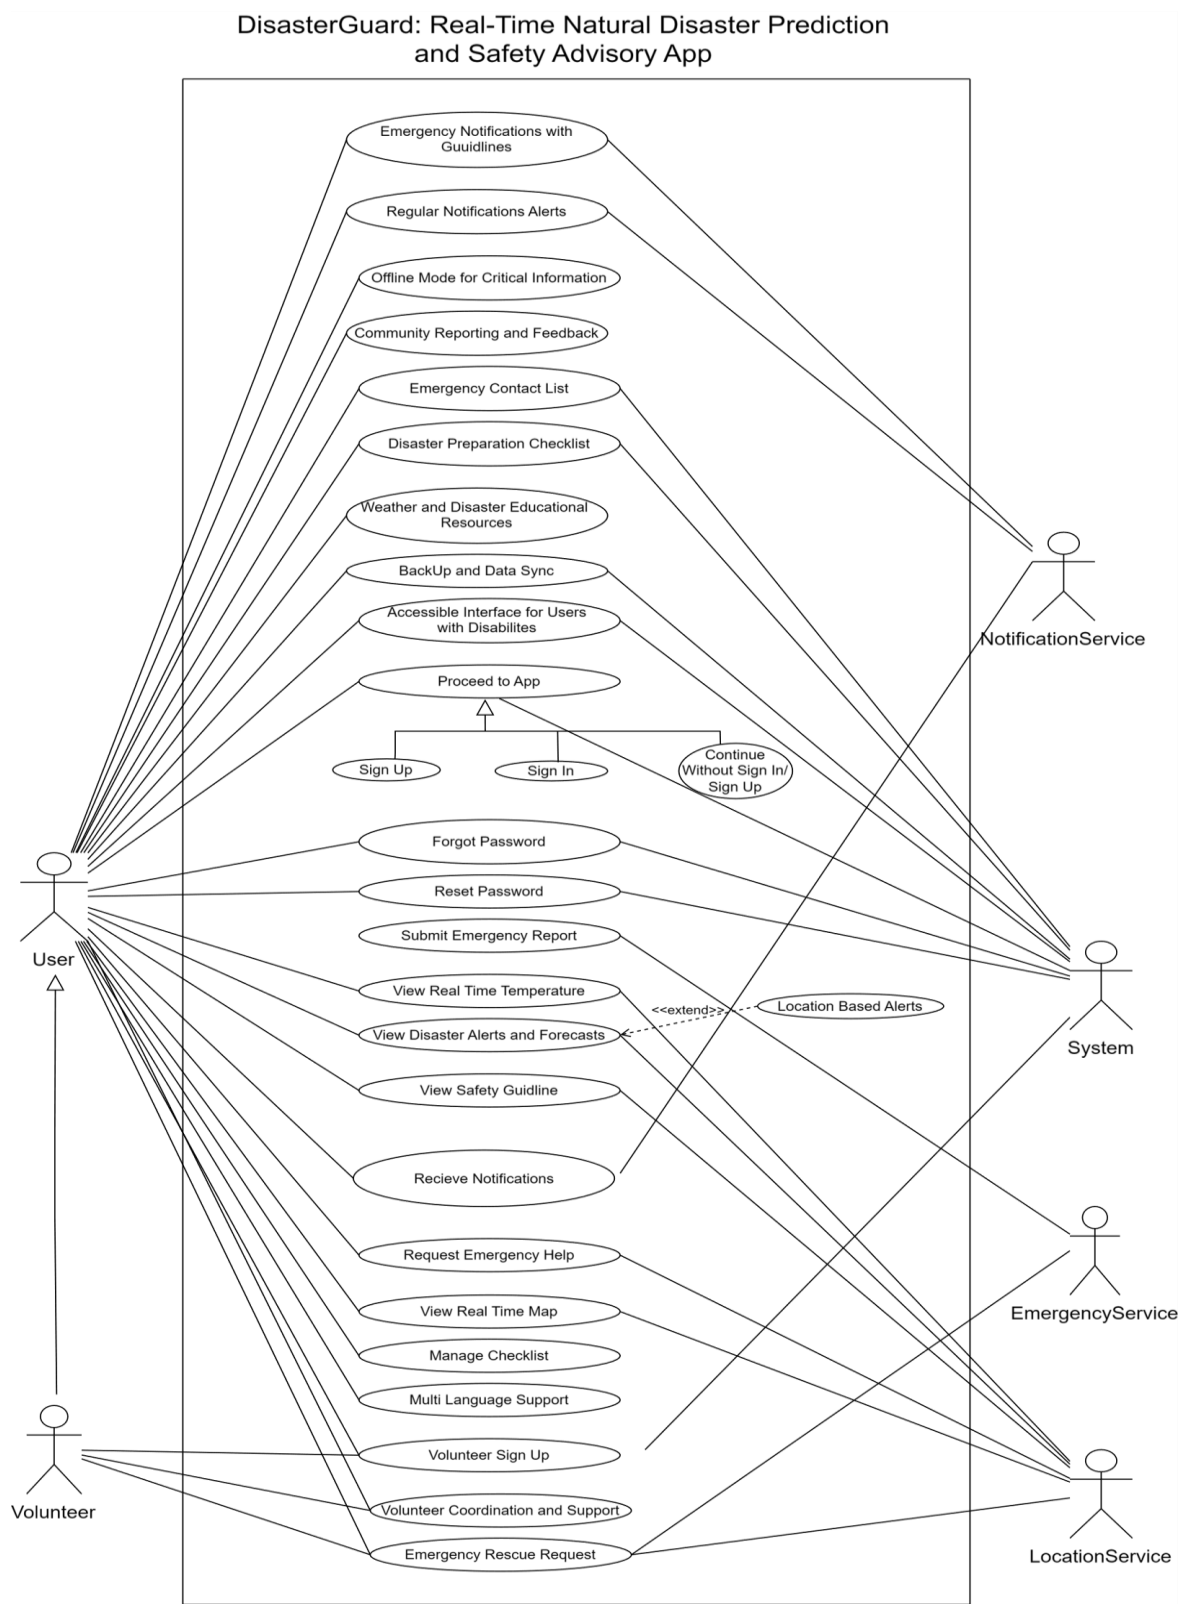 DisasterGuard: Real-Time Natural Disaster Prediction
and Safety Advisory App
Emergency Notifications with
Guuidlines
Regular Notifications Alerts
Offline Mode for Critical Information
Community Reporting and Feedback
Emergency Contact List
Disaster Preparation Checklist
Weather and Disaster Educational
Resources
BackUp and Data Sync
Accessible Interface for Users
with Disabilites
NotificationService
Proceed to App
Sign Up
Sign In
Continue
Without Sign In/
Sign Up
Forgot Password
Reset Password
Submit Emergency Report
User
View Real Time Temperature
<<extend>>
Location Based Alerts
View Disaster Alerts and Forecasts
System
View Safety Guidline
Recieve Notifications
Request Emergency Help
View Real Time Map
EmergencyService
Manage Checklist
Multi Language Support
Volunteer Sign Up
Volunteer
Volunteer Coordination and Support
Emergency Rescue Request
LocationService